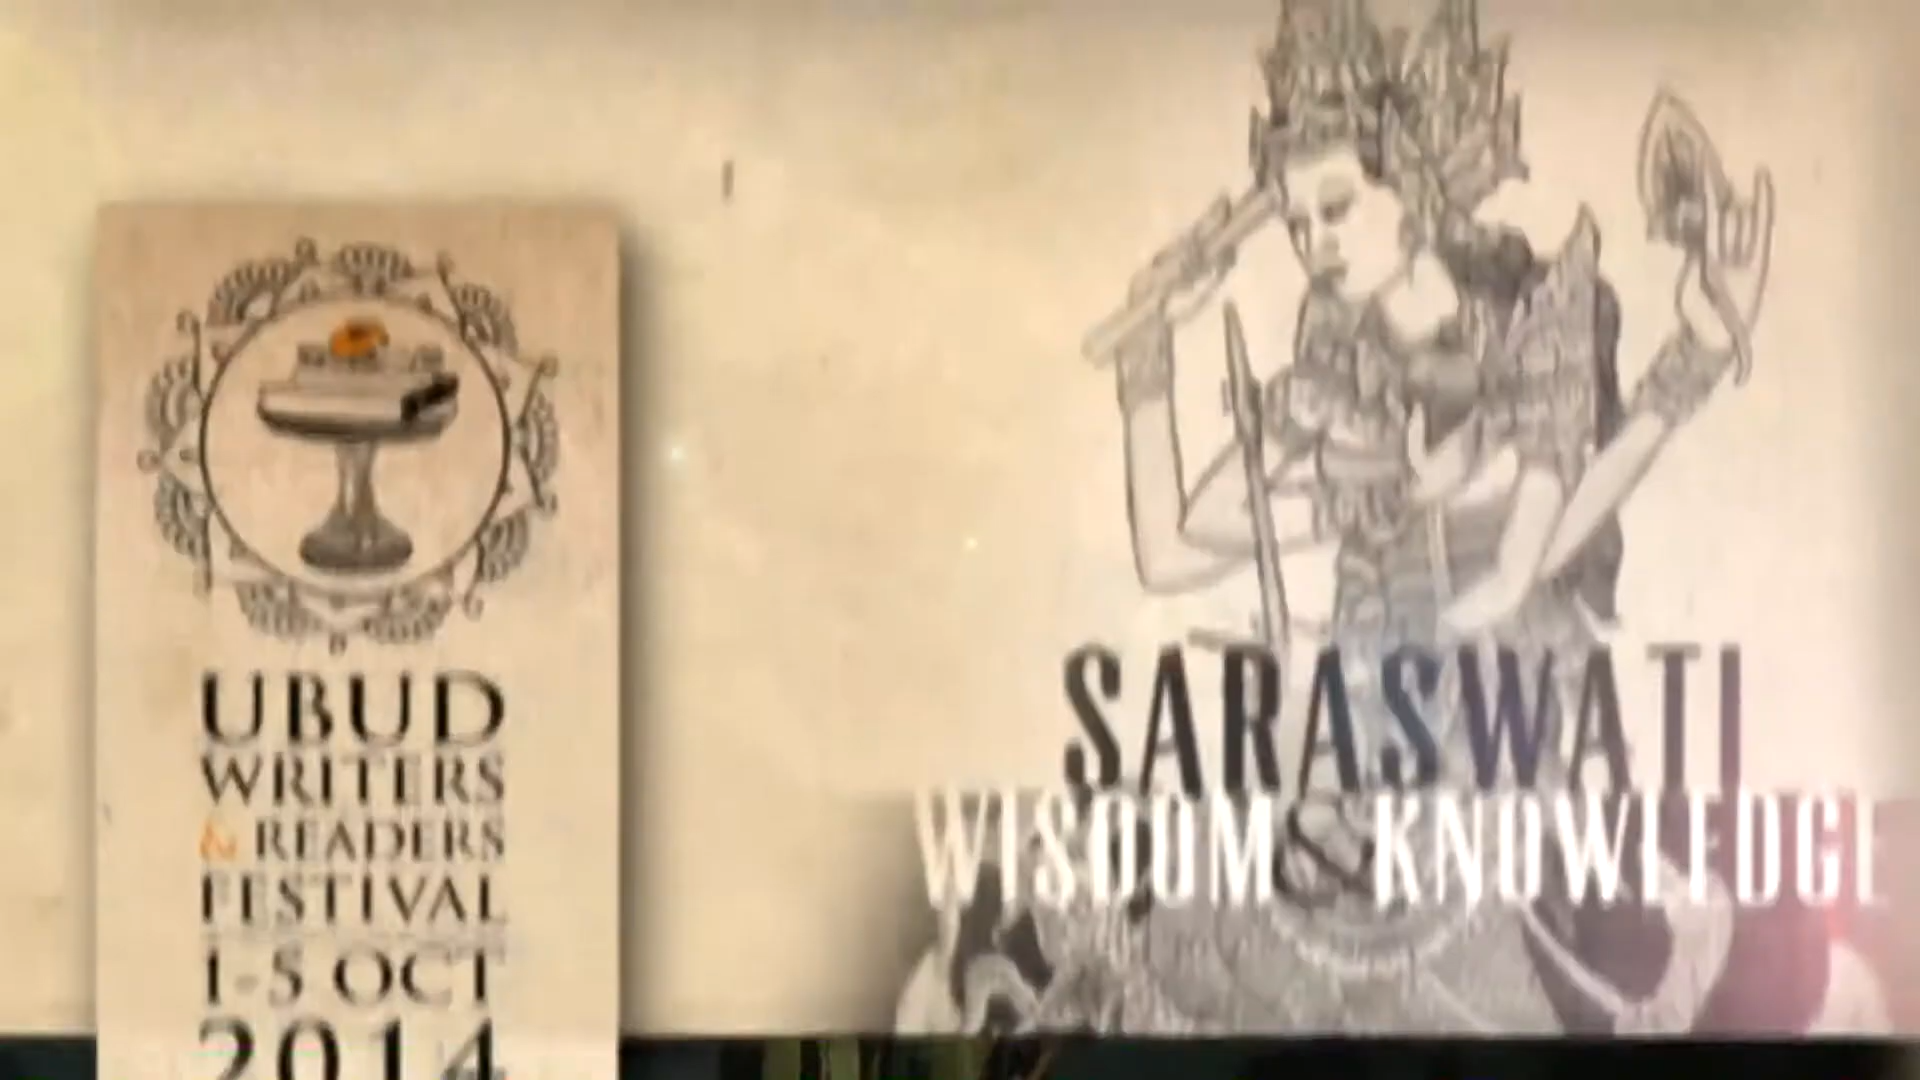 UBUD
WRITERS
& READERS
FESTIVAL
1-5 OCT
2014
SARASWATI
WISDOM & KNOWLEDGE